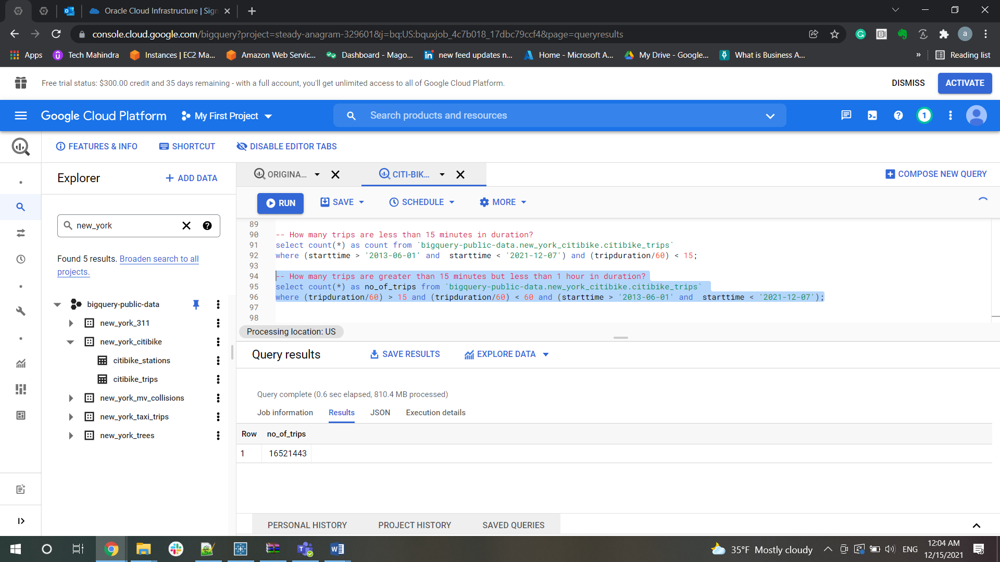 Oracle Cloud Infrastructure | Sign
console.cloud.google.com/bigquery?project=steady-anagram-329601&j=bq:US:bquxjob_4c7b018_17dbc79ccf4&page=queryresults
a
Apps
Tech Mahindra
Instances | EC2 Ma...
Amazon Web Servic...
Dashboard - Mago...
new feed updates n...
Home - Microsoft A...
My Drive - Google...
What is Business A...
»
Reading list
Free trial status: $300.00 credit and 35 days remaining - with a full account, you'll get unlimited access to all of Google Cloud Platform.
DISMISS
ACTIVATE
Google Cloud Platform
My First Project
Search products and resources
1
FEATURES & INFO
SHORTCUT
DISABLE EDITOR TABS
Explorer
+ ADD DATA
ORIGINA...
CITI-BIK...
COMPOSE NEW QUERY
RUN
SAVE
SCHEDULE
MORE
new_york
Found 5 results. Broaden search to all
projects.
bigquery-public-data
new_york_311
new_york_citibike
citibike_stations
citibike_trips
new_york_mv_collisions
new_york_taxi_trips
new_york_trees
89
90 -- How many trips are less than 15 minutes in duration?
91 select count(*) as count from `bigquery-public-data.new_york_citibike.citibike_trips`
92 where (starttime > '2013-06-01' and  starttime < '2021-12-07') and (tripduration/60) < 15;
93
94 -- How many trips are greater than 15 minutes but less than 1 hour in duration?
95 select count(*) as no_of_trips from `bigquery-public-data.new_york_citibike.citibike_trips`
96 where (tripduration/60) > 15 and (tripduration/60) < 60 and (starttime > '2013-06-01' and  starttime < '2021-12-07');
97
98
Processing location: US
Query results
SAVE RESULTS
EXPLORE DATA
Query complete (0.6 sec elapsed, 810.4 MB processed)
Job information
Results
JSON
Execution details
Row no_of_trips
1 16521443
PERSONAL HISTORY
PROJECT HISTORY
SAVED QUERIES
35°F Mostly cloudy
ENG
12:04 AM
12/15/2021